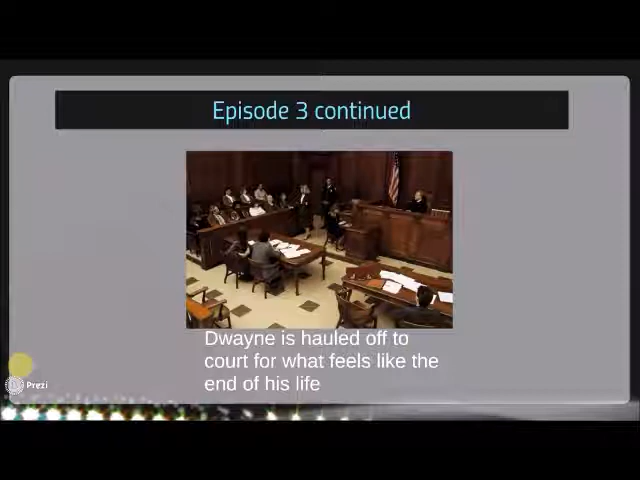 Episode 3 continued
Dwayne is hauled off to
court for what feels like the
end of his life
Prezi